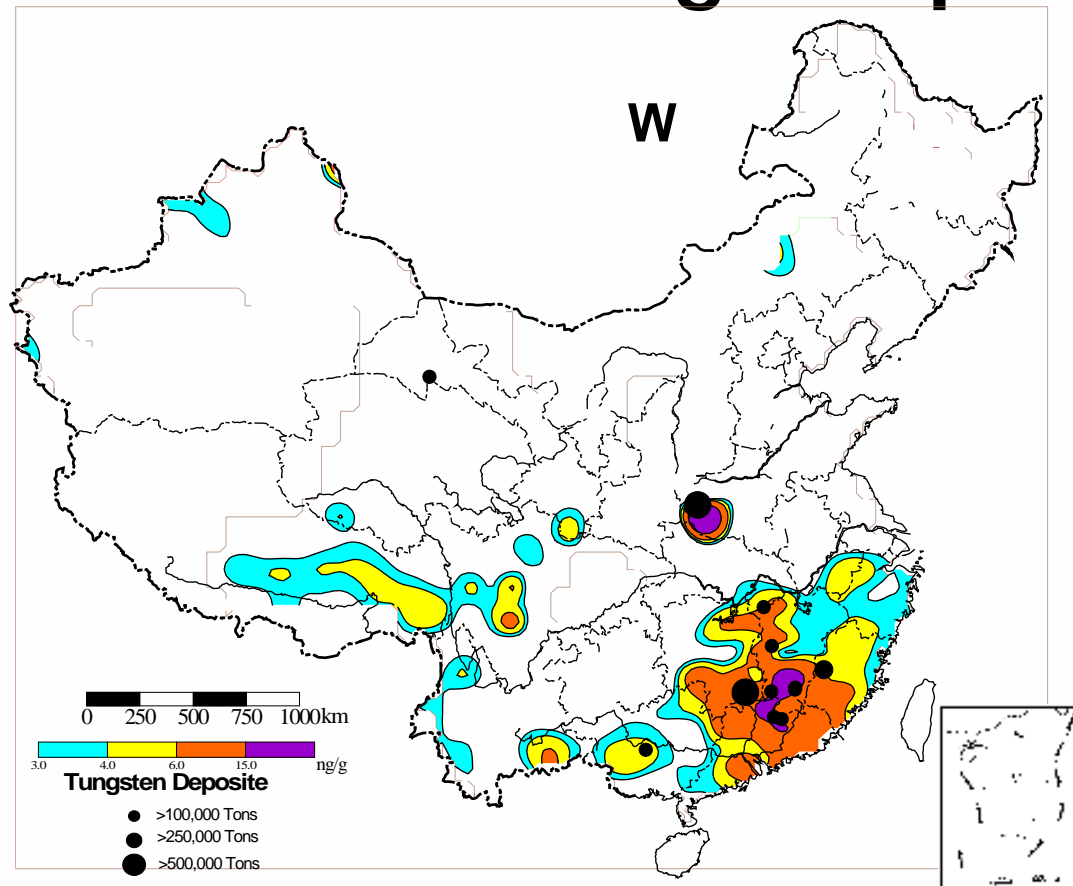 W
0 250 500 750 1000km
3.0 4.0 6.0 15.0 ng/g
Tungsten Deposite
>100,000 Tons
>250,000 Tons
>500,000 Tons